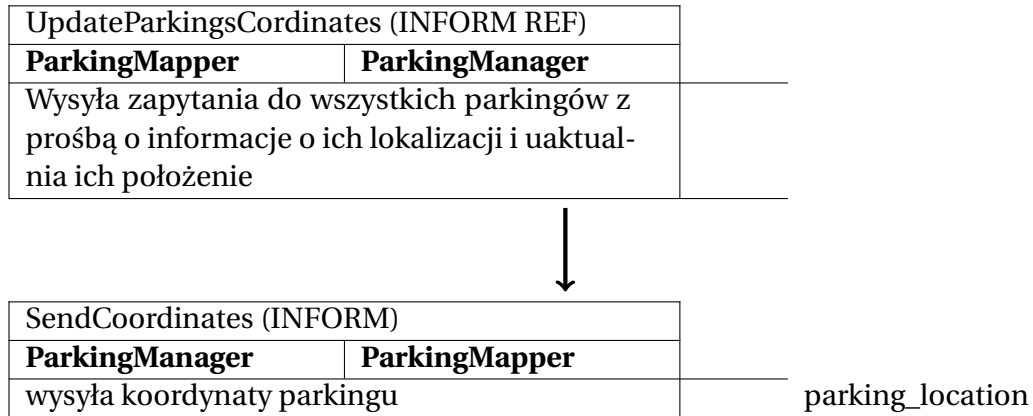 UpdateParkingsCordinates (INFORM REF)
ParkingMapper ParkingManager
Wysyła zapytania do wszystkich parkingów z
prośbą o informacje o ich lokalizacji i uaktual-
nia ich położenie
SendCoordinates (INFORM)
ParkingManager ParkingMapper
wysyła koordynaty parkingu parking_location